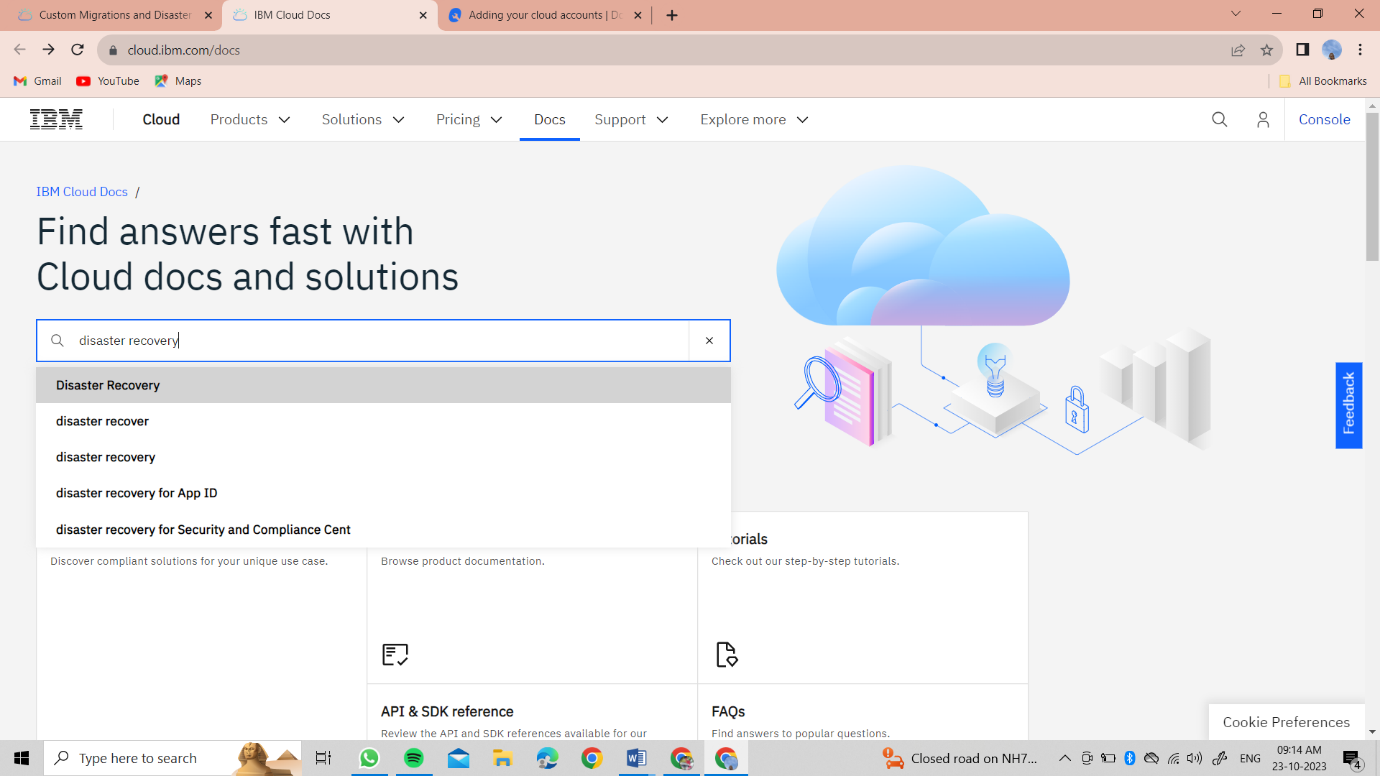 Custom Migrations and Disaster
IBM Cloud Docs
Adding your cloud accounts | Do
cloud.ibm.com/docs
Gmail
YouTube
Maps
All Bookmarks
IBM
Cloud
Products
Solutions
Pricing
Docs
Support
Explore more
Console
IBM Cloud Docs /
Find answers fast with
Cloud docs and solutions
disaster recovery
Disaster Recovery
disaster recover
disaster recovery
disaster recovery for App ID
disaster recovery for Security and Compliance Cent
Feedback
Discover compliant solutions for your unique use case.
Browse product documentation.
orials
Check out our step-by-step tutorials.
API & SDK reference
Review the API and SDK references available for our
FAQs
Find answers to popular questions.
Cookie Preferences
Type here to search
Closed road on NH7...
ENG
09:14 AM
23-10-2023
4